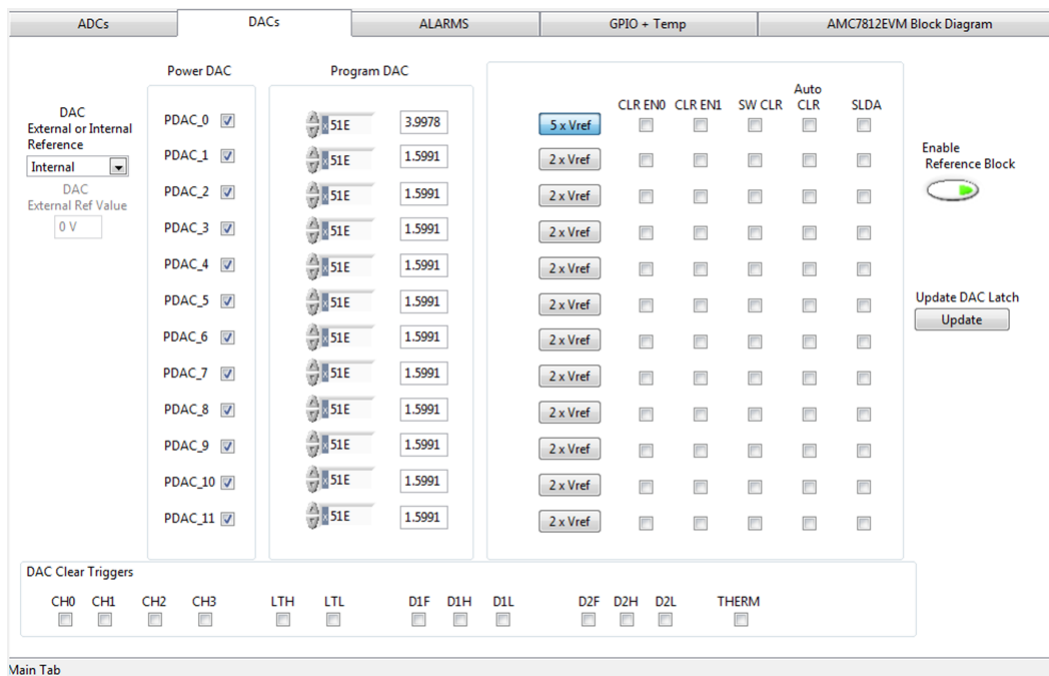 ADCs DACs ALARMS GPIO + Temp AMC7812EVM Block Diagram
Power DAC Program DAC
CLR EN0 CLR EN1 SW CLR Auto CLR SLDA
DAC
External or Internal
Reference
Internal
DAC
External Ref Value
0 V
PDAC_0 x 51E 3.9978 5 x Vref
PDAC_1 x 51E 1.5991 2 x Vref
PDAC_2 x 51E 1.5991 2 x Vref
PDAC_3 x 51E 1.5991 2 x Vref
PDAC_4 x 51E 1.5991 2 x Vref
PDAC_5 x 51E 1.5991 2 x Vref
PDAC_6 x 51E 1.5991 2 x Vref
PDAC_7 x 51E 1.5991 2 x Vref
PDAC_8 x 51E 1.5991 2 x Vref
PDAC_9 x 51E 1.5991 2 x Vref
PDAC_10 x 51E 1.5991 2 x Vref
PDAC_11 x 51E 1.5991 2 x Vref
Enable
Reference Block
Update DAC Latch
Update
DAC Clear Triggers
CH0 CH1 CH2 CH3 LTH LTL D1F D1H D1L D2F D2H D2L THERM
Main Tab